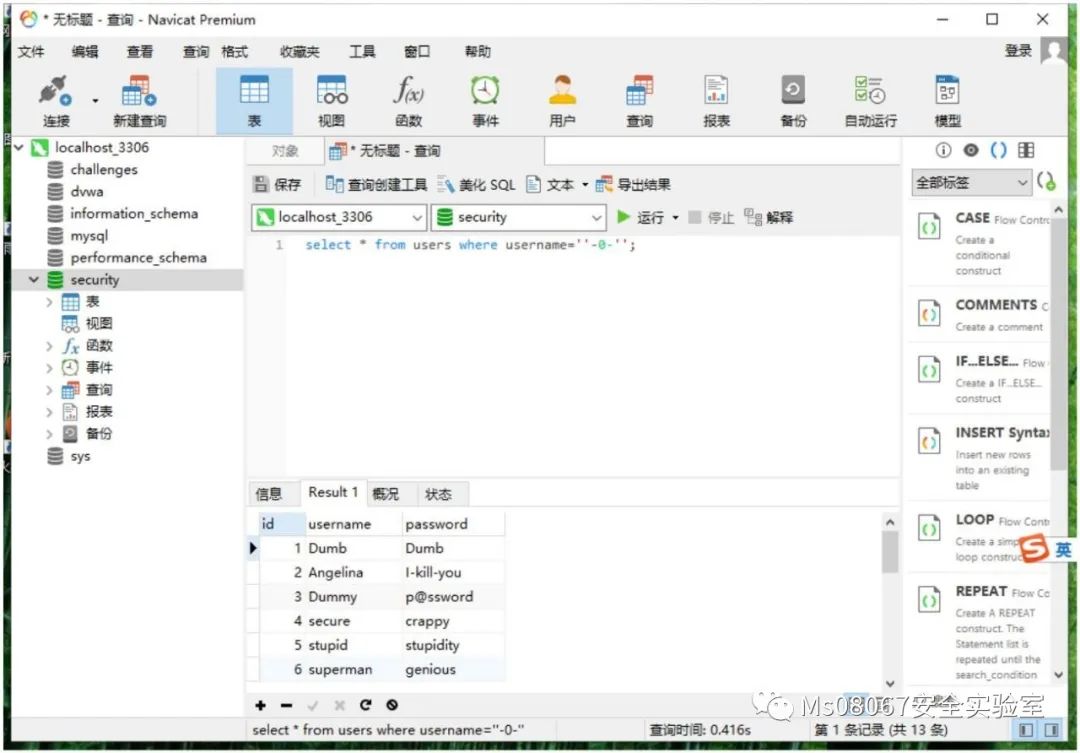 * 无标题 - 查询 - Navicat Premium
文件 编辑 查看 查询 格式 收藏夹 工具 窗口 帮助 登录
连接 新建查询 表 视图 函数 事件 用户 查询 报表 备份 自动运行 模型
localhost_3306
challenges
dvwa
information_schema
mysql
performance_schema
security
表
视图
函数
事件
查询
报表
备份
sys
对象 * 无标题 - 查询
保存 查询创建工具 美化 SQL 文本 导出结果
localhost_3306 security 运行 停止 解释
1 select * from users where username=''-0-'';
信息 Result 1 概况 状态
id username password
1 Dumb Dumb
2 Angelina I-kill-you
3 Dummy p@ssword
4 secure crappy
5 stupid stupidity
6 superman genious
select * from users where username=''-0-''
查询时间: 0.416s
第 1 条记录 (共 13 条)
全部标签
CASE Flow Contro
Create a
conditional
construct
COMMENTS C
Create a comment
IF...ELSE... Flow
Create a IF...ELSE...
construct
INSERT Syntax
Insert new rows
into an existing
table
LOOP Flow Contr
Create a simp
loop construc
REPEAT Flow Co
Create A REPEAT
construct. The
Statement list is
repeated until the
search_condition
英
Ms08067安全实验室